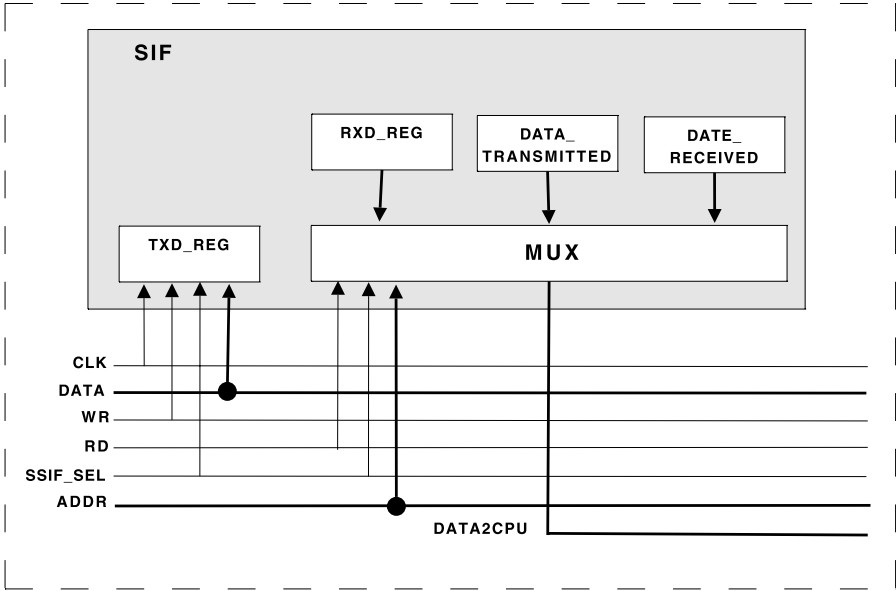 SIF
RXD_REG
DATA_
TRANSMITTED
DATE_
RECEIVED
TXD_REG
MUX
CLK
DATA
WR
RD
SSIF_SEL
ADDR
DATA2CPU